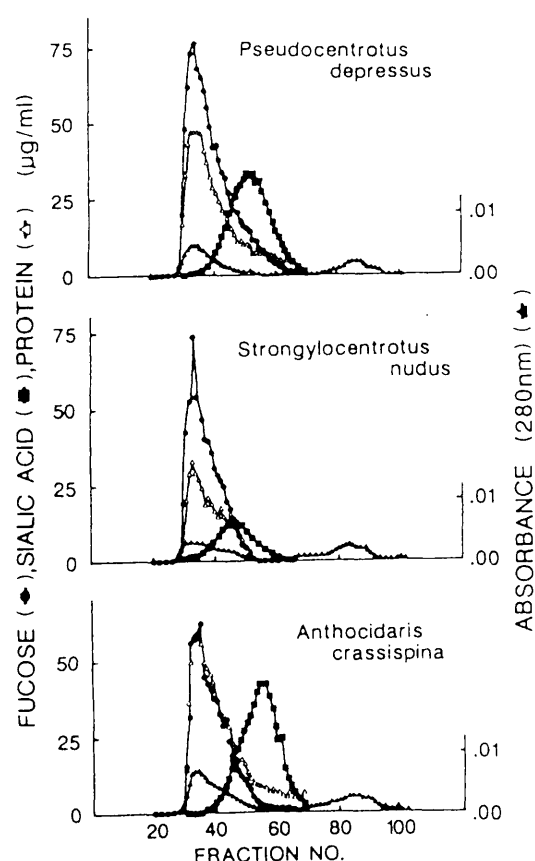 Pseudocentrotus
depressus
75
50
25
0
.01
.00
Strongylocentrotus
nudus
75
50
25
0
.01
.00
Anthocidaris
crassispina
50
25
0
.01
.00
20 40 60 80 100
FRACTION NO.
FUCOSE ( ), SIALIC ACID ( ), PROTEIN ( ) (µg/ml)
ABSORBANCE (280nm) ( )